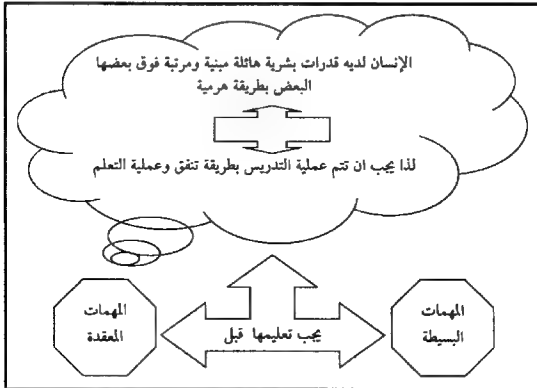 الإنسان لديه قدرات بشرية هائلة مبنية ومرتبة فوق بعضها
البعض بطريقة هرمية
لذا يجب ان تتم عملية التدريس بطريقة تنفق وعملية التعلم
المهمات
البسيطة
يجب تعليمها قبل
المهمات
المعقدة